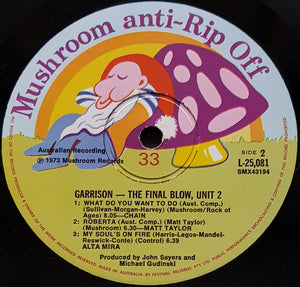 Mushroom anti-Rip Off
Australian Recording
℗ 1973 Mushroom Records
33
SIDE 2
L-25,081
SMX43194
GARRISON — THE FINAL BLOW, UNIT 2
1: WHAT DO YOU WANT TO DO (Aust. Comp.)
(Sullivan-Morgan-Harvey) (Mushroom/Rock of
Ages) 8.05—CHAIN
2: ROBERTA (Aust. Comp.) (Matt Taylor)
(Mushroom) 6.30—MATT TAYLOR
3: MY SOUL'S ON FIRE (Harris-Lagos-Mandel-
Reswick-Conte) (Control) 6.39
ALTA MIRA
Produced by John Sayers and
Michael Gudinski
MADE IN AUSTRALIA BY FESTIVAL RECORDS